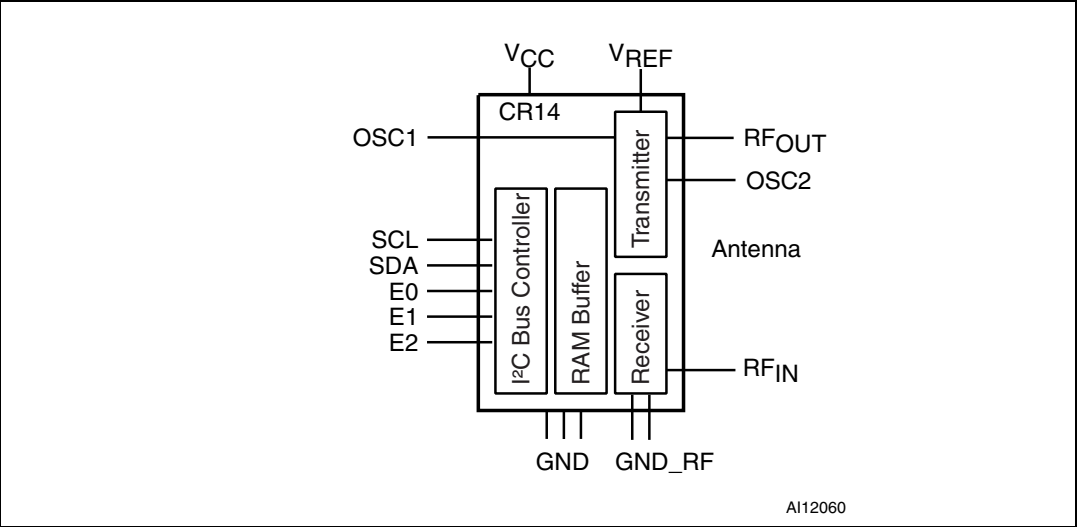 VCC VREF
CR14
OSC1
Transmitter
RFOUT
OSC2
I²C Bus Controller
RAM Buffer
SCL
SDA
E0
E1
E2
Antenna
Receiver
RFIN
GND GND_RF
AI12060